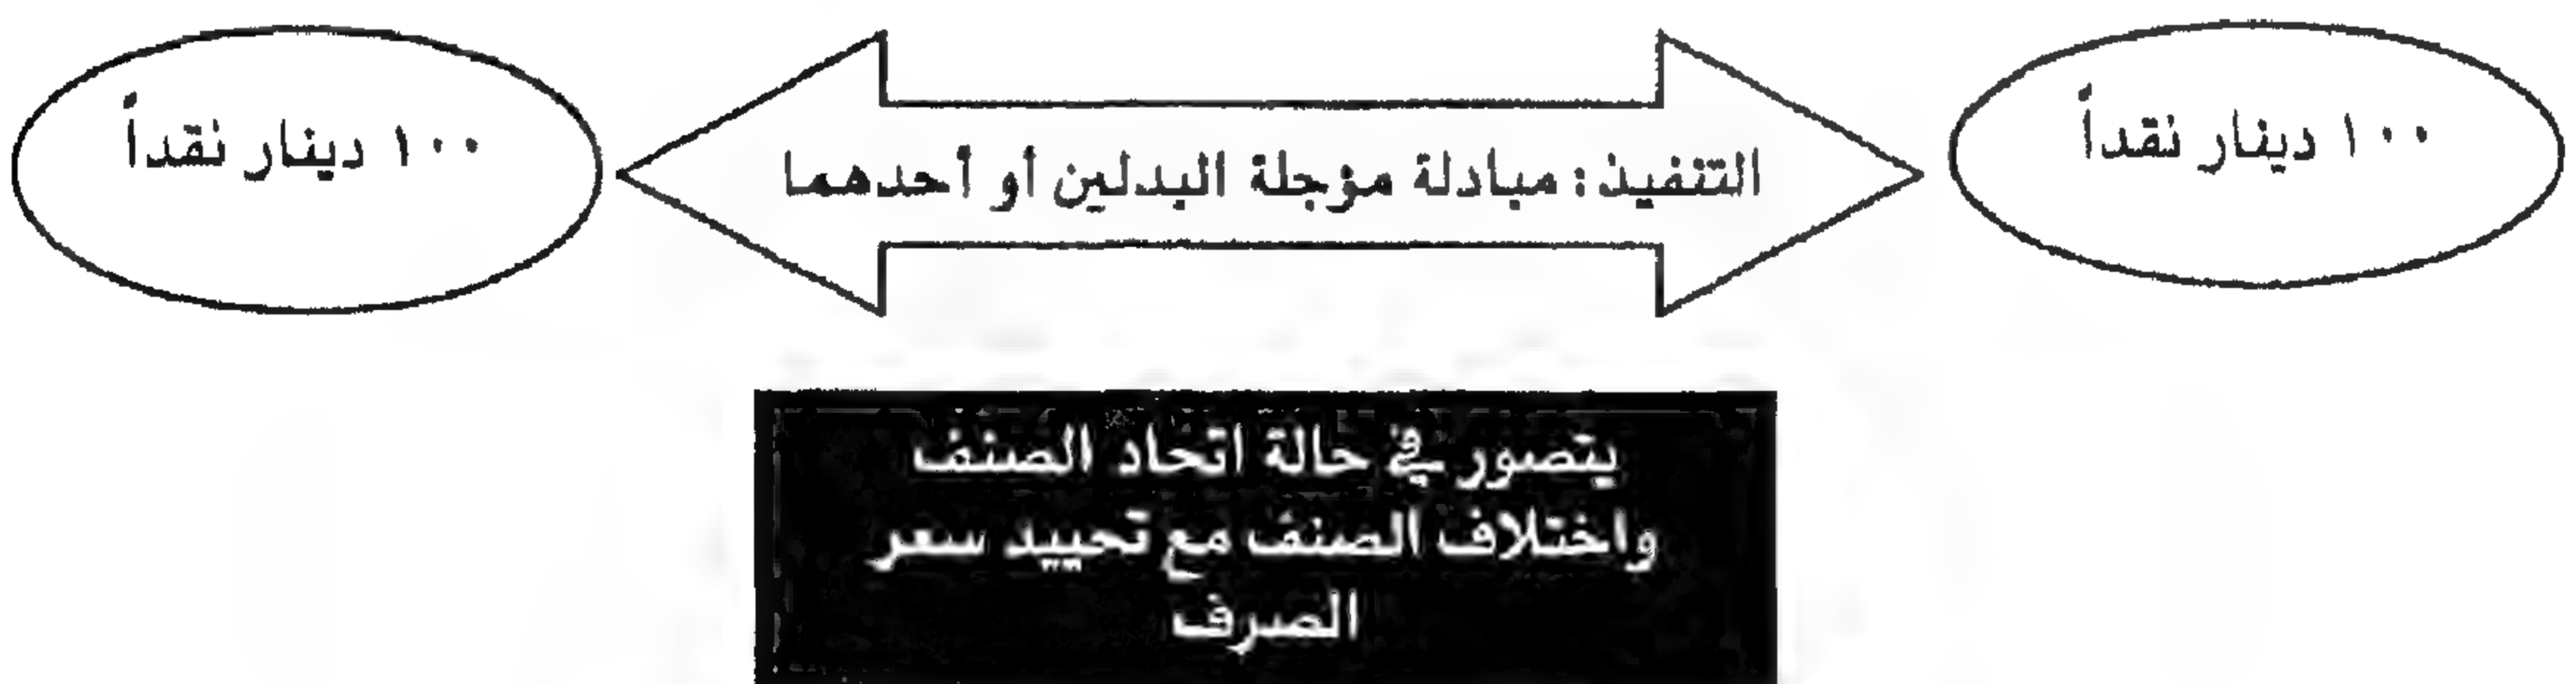 ١٠٠ دينار نقداً
التنفيذ: مبادلة مؤجلة البدلين أو أحدهما
١٠٠ دينار نقداً
يتصور في حالة اتحاد الصنف
واختلاف الصنف مع تحييد سعر
الصرف